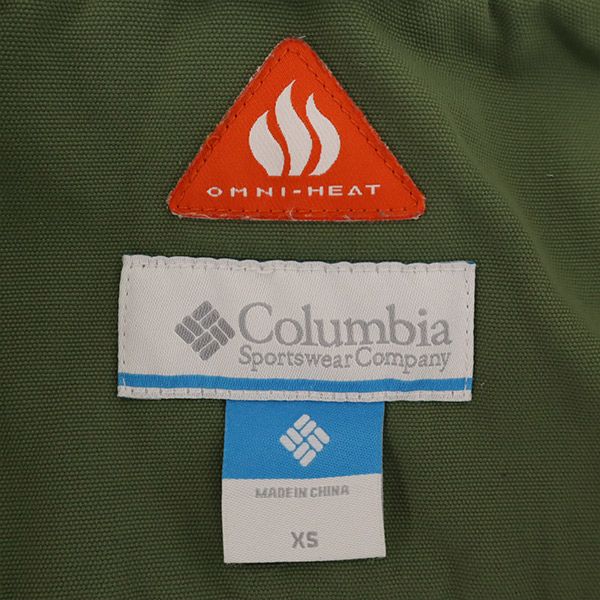 OMNI-HEAT
Columbia
Sportswear Company
MADE IN CHINA
XS